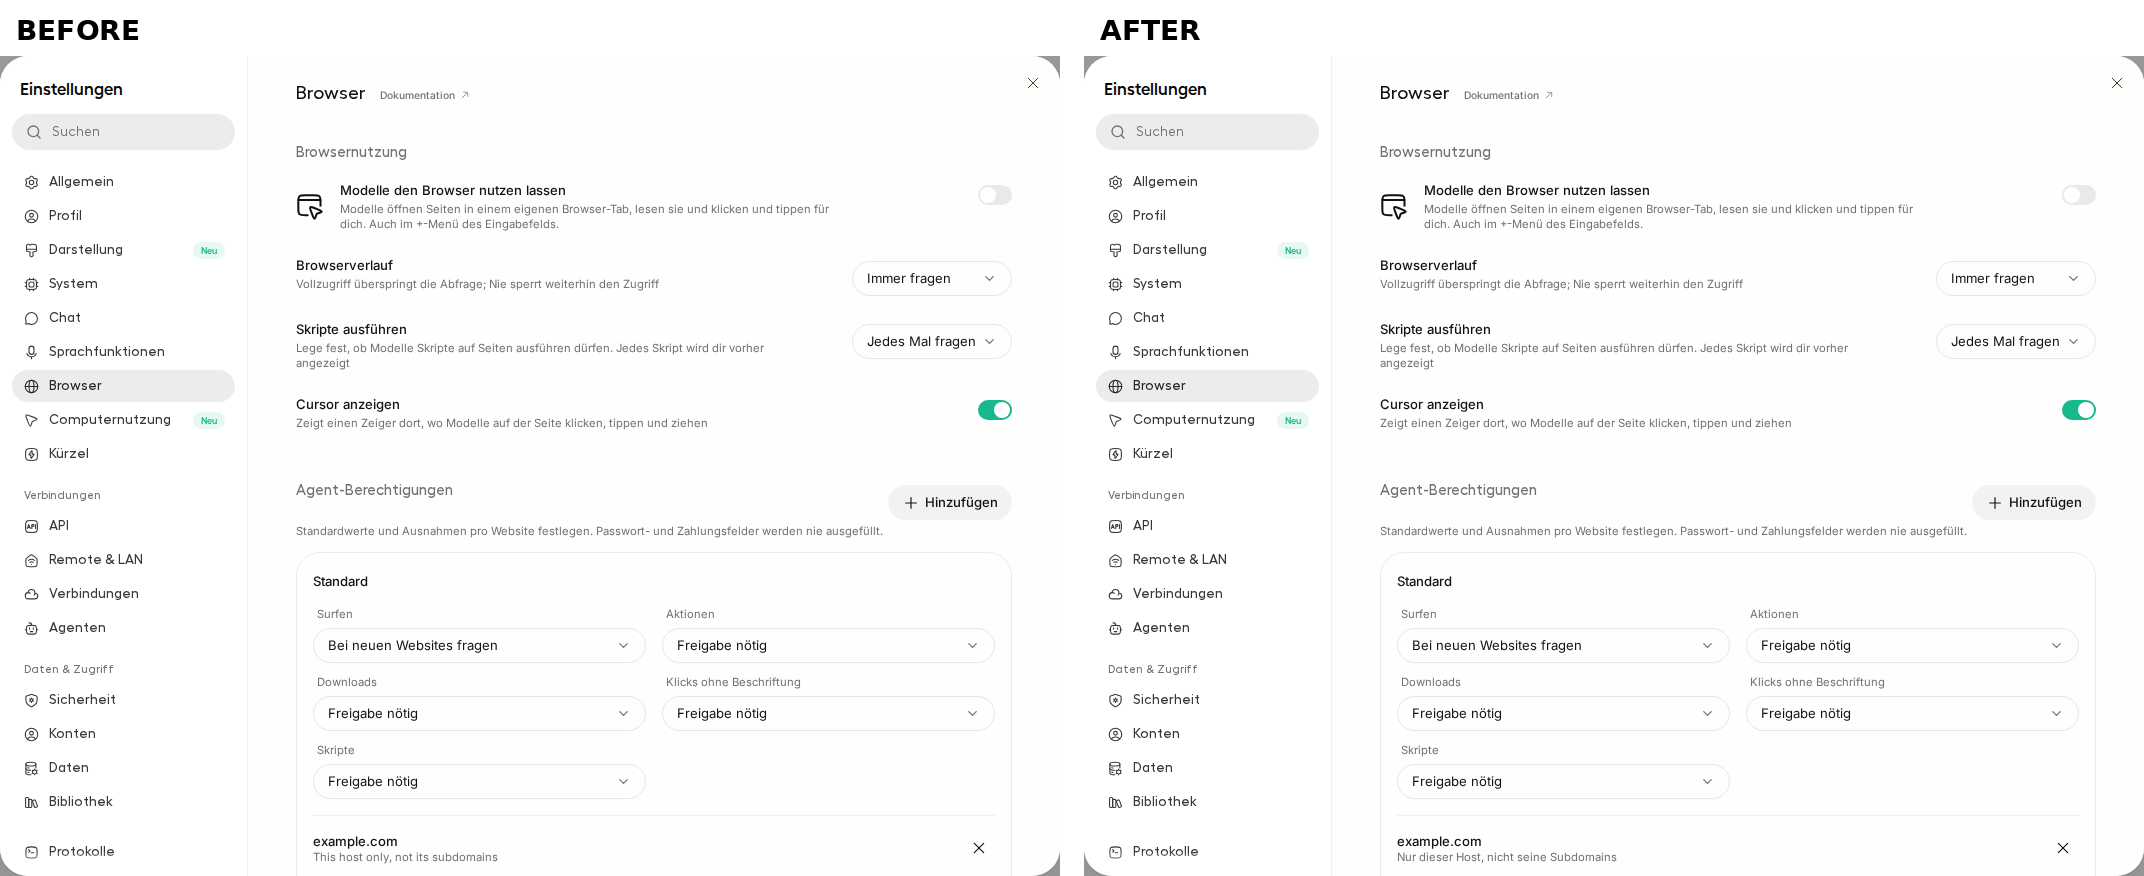 BEFORE
Einstellungen
Suchen
Allgemein
Profil
Darstellung Neu
System
Chat
Sprachfunktionen
Browser
Computernutzung Neu
Kürzel
Verbindungen
API
Remote & LAN
Verbindungen
Agenten
Daten & Zugriff
Sicherheit
Konten
Daten
Bibliothek
Protokolle
Browser Dokumentation
Browsernutzung
Modelle den Browser nutzen lassen
Modelle öffnen Seiten in einem eigenen Browser-Tab, lesen sie und klicken und tippen für
dich. Auch im +-Menü des Eingabefelds.
Browserverlauf
Vollzugriff überspringt die Abfrage; Nie sperrt weiterhin den Zugriff
Immer fragen
Skripte ausführen
Lege fest, ob Modelle Skripte auf Seiten ausführen dürfen. Jedes Skript wird dir vorher
angezeigt
Jedes Mal fragen
Cursor anzeigen
Zeigt einen Zeiger dort, wo Modelle auf der Seite klicken, tippen und ziehen
Agent-Berechtigungen
Hinzufügen
Standardwerte und Ausnahmen pro Website festlegen. Passwort- und Zahlungsfelder werden nie ausgefüllt.
Standard
Surfen Aktionen
Bei neuen Websites fragen Freigabe nötig
Downloads Klicks ohne Beschriftung
Freigabe nötig Freigabe nötig
Skripte
Freigabe nötig
example.com
This host only, not its subdomains
AFTER
Einstellungen
Suchen
Allgemein
Profil
Darstellung Neu
System
Chat
Sprachfunktionen
Browser
Computernutzung Neu
Kürzel
Verbindungen
API
Remote & LAN
Verbindungen
Agenten
Daten & Zugriff
Sicherheit
Konten
Daten
Bibliothek
Protokolle
Browser Dokumentation
Browsernutzung
Modelle den Browser nutzen lassen
Modelle öffnen Seiten in einem eigenen Browser-Tab, lesen sie und klicken und tippen für
dich. Auch im +-Menü des Eingabefelds.
Browserverlauf
Vollzugriff überspringt die Abfrage; Nie sperrt weiterhin den Zugriff
Immer fragen
Skripte ausführen
Lege fest, ob Modelle Skripte auf Seiten ausführen dürfen. Jedes Skript wird dir vorher
angezeigt
Jedes Mal fragen
Cursor anzeigen
Zeigt einen Zeiger dort, wo Modelle auf der Seite klicken, tippen und ziehen
Agent-Berechtigungen
Hinzufügen
Standardwerte und Ausnahmen pro Website festlegen. Passwort- und Zahlungsfelder werden nie ausgefüllt.
Standard
Surfen Aktionen
Bei neuen Websites fragen Freigabe nötig
Downloads Klicks ohne Beschriftung
Freigabe nötig Freigabe nötig
Skripte
Freigabe nötig
example.com
Nur dieser Host, nicht seine Subdomains